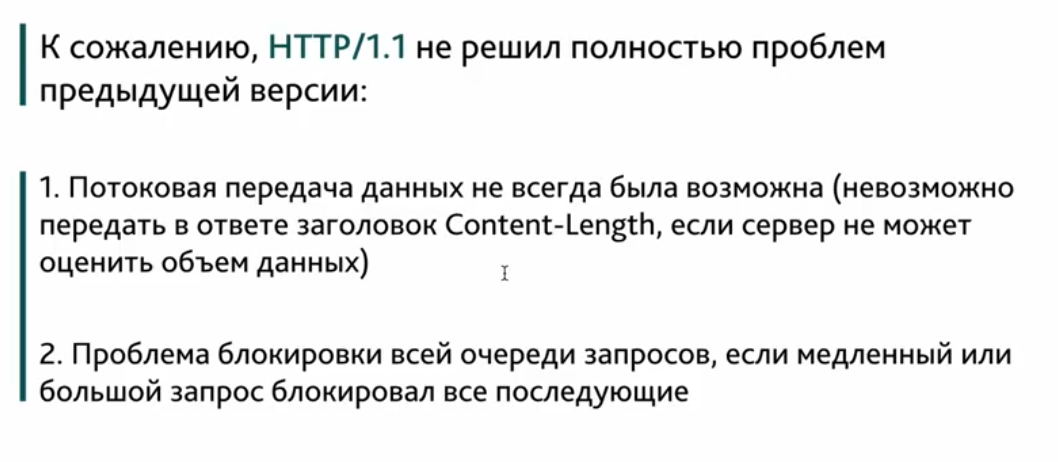 К сожалению, HTTP/1.1 не решил полностью проблем
предыдущей версии:
1. Потоковая передача данных не всегда была возможна (невозможно
передать в ответе заголовок Content-Length, если сервер не может
оценить объем данных)
2. Проблема блокировки всей очереди запросов, если медленный или
большой запрос блокировал все последующие